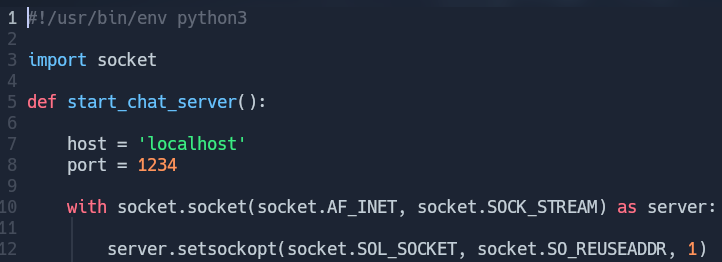 1 #!/usr/bin/env python3
2
3 import socket
4
5 def start_chat_server():
6
7     host = 'localhost'
8     port = 1234
9
10     with socket.socket(socket.AF_INET, socket.SOCK_STREAM) as server:
11
12         server.setsockopt(socket.SOL_SOCKET, socket.SO_REUSEADDR, 1)